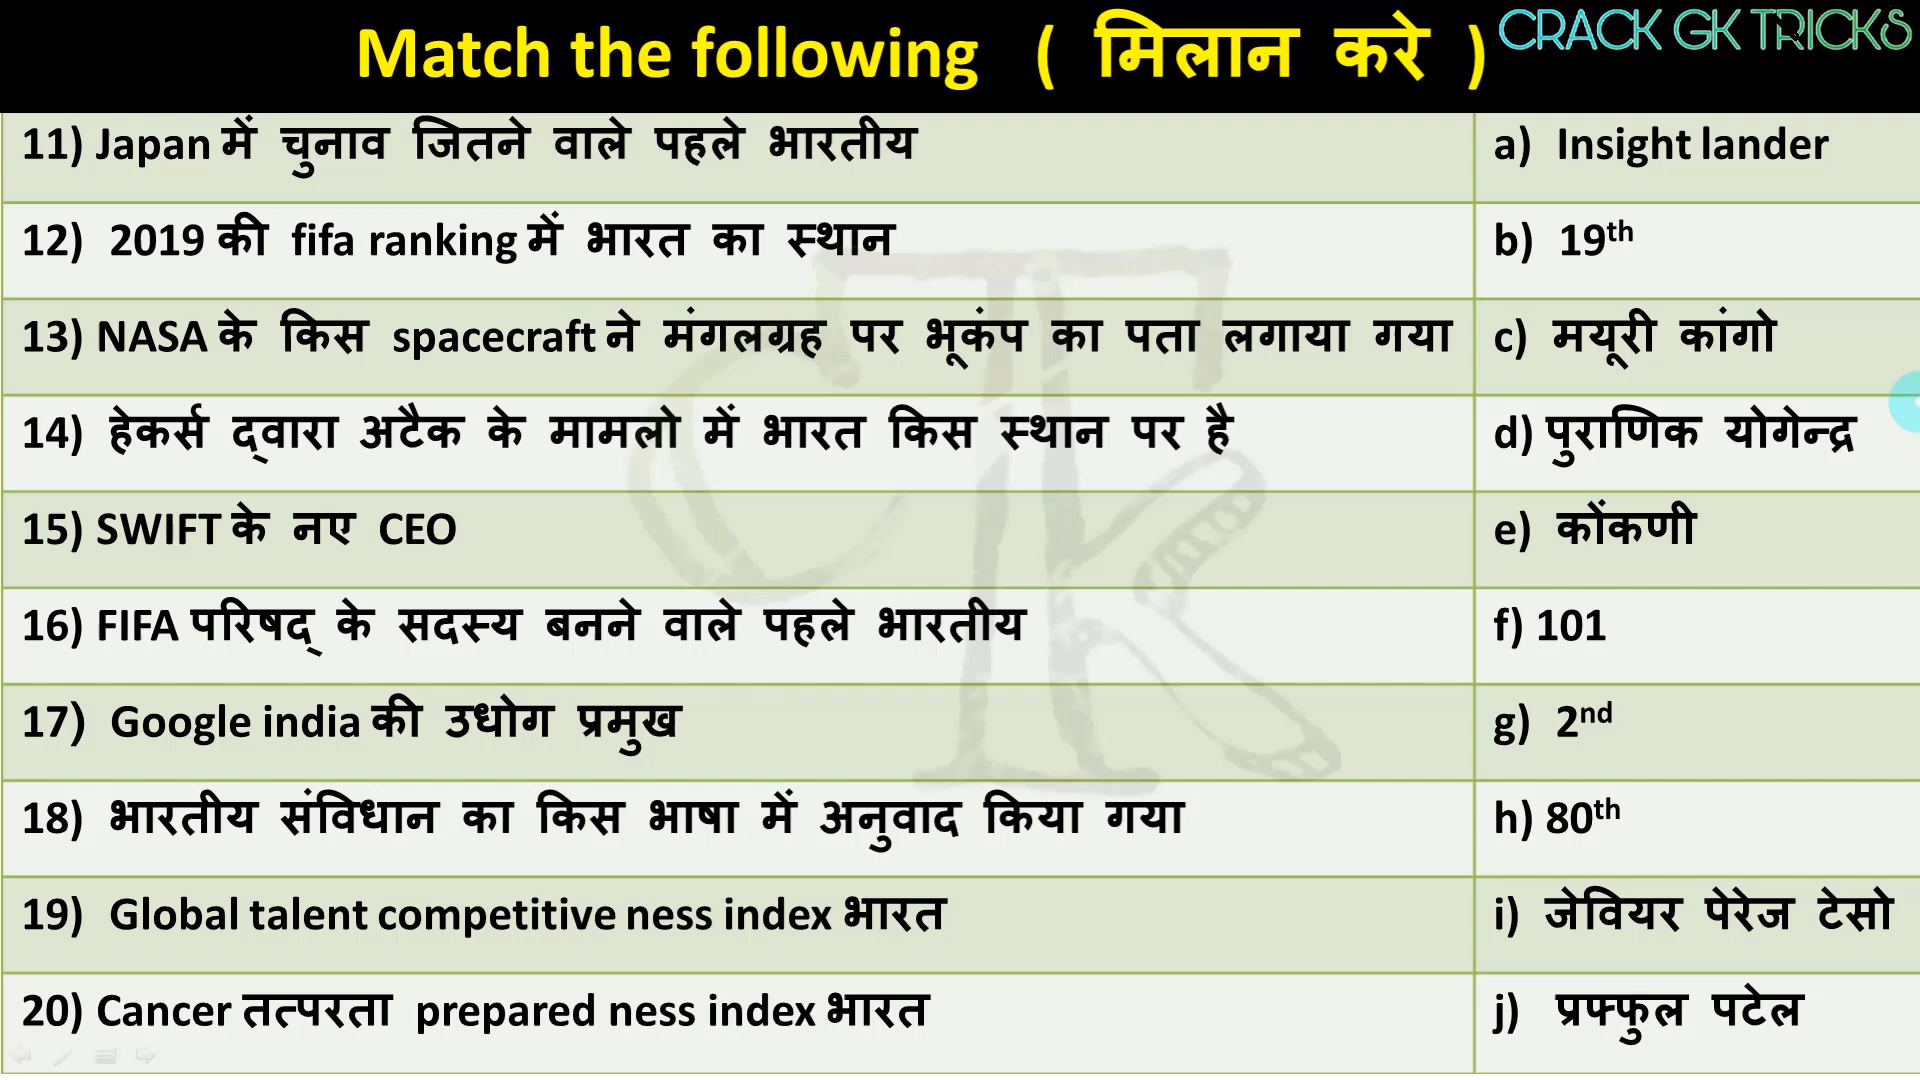 Match the following ( मिलान करे )
CRACK GK TRICKS
11) Japan में चुनाव जितने वाले पहले भारतीय
a) Insight lander
12) 2019 की fifa ranking में भारत का स्थान
b) 19th
13) NASA के किस spacecraft ने मंगलग्रह पर भूकंप का पता लगाया गया
c) मयूरी कांगो
14) हेकर्स द्वारा अटैक के मामलो में भारत किस स्थान पर है
d) पुराणिक योगेन्द्र
15) SWIFT के नए CEO
e) कोंकणी
16) FIFA परिषद् के सदस्य बनने वाले पहले भारतीय
f) 101
17) Google india की उधोग प्रमुख
g) 2nd
18) भारतीय संविधान का किस भाषा में अनुवाद किया गया
h) 80th
19) Global talent competitive ness index भारत
i) जेवियर पेरेज टेसो
20) Cancer तत्परता prepared ness index भारत
j) प्रफ्फुल पटेल